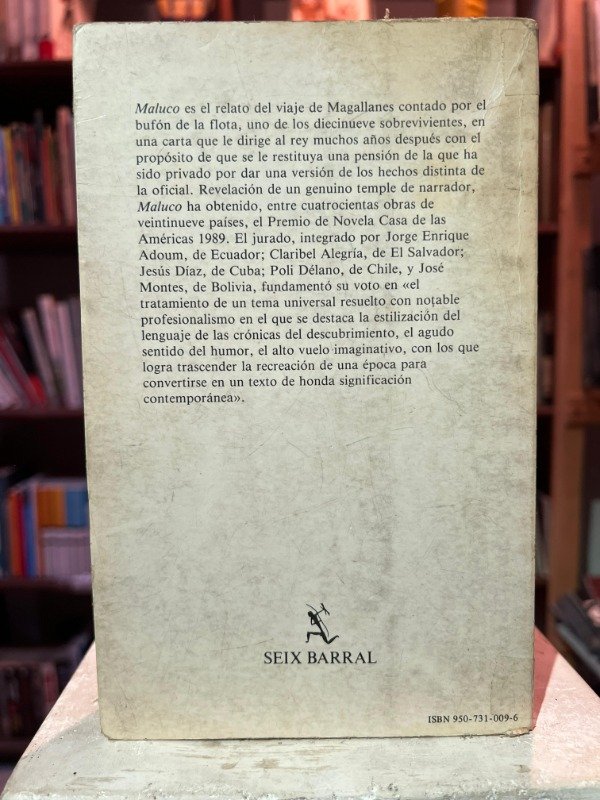 Maluco es el relato del viaje de Magallanes contado por el
bufón de la flota, uno de los diecinueve sobrevivientes, en
una carta que le dirige al rey muchos años después con el
propósito de que se le restituya una pensión de la que ha
sido privado por dar una versión de los hechos distinta de
la oficial. Revelación de un genuino temple de narrador,
Maluco ha obtenido, entre cuatrocientas obras de
veintinueve países, el Premio de Novela Casa de las
Américas 1989. El jurado, integrado por Jorge Enrique
Adoum, de Ecuador; Claribel Alegría, de El Salvador;
Jesús Díaz, de Cuba; Poli Délano, de Chile, y José
Montes, de Bolivia, fundamentó su voto en «el
tratamiento de un tema universal resuelto con notable
profesionalismo en el que se destaca la estilización del
lenguaje de las crónicas del descubrimiento, el agudo
sentido del humor, el alto vuelo imaginativo, con los que
logra trascender la recreación de una época para
convertirse en un texto de honda significación
contemporánea».
SEIX BARRAL
ISBN 950-731-009-6